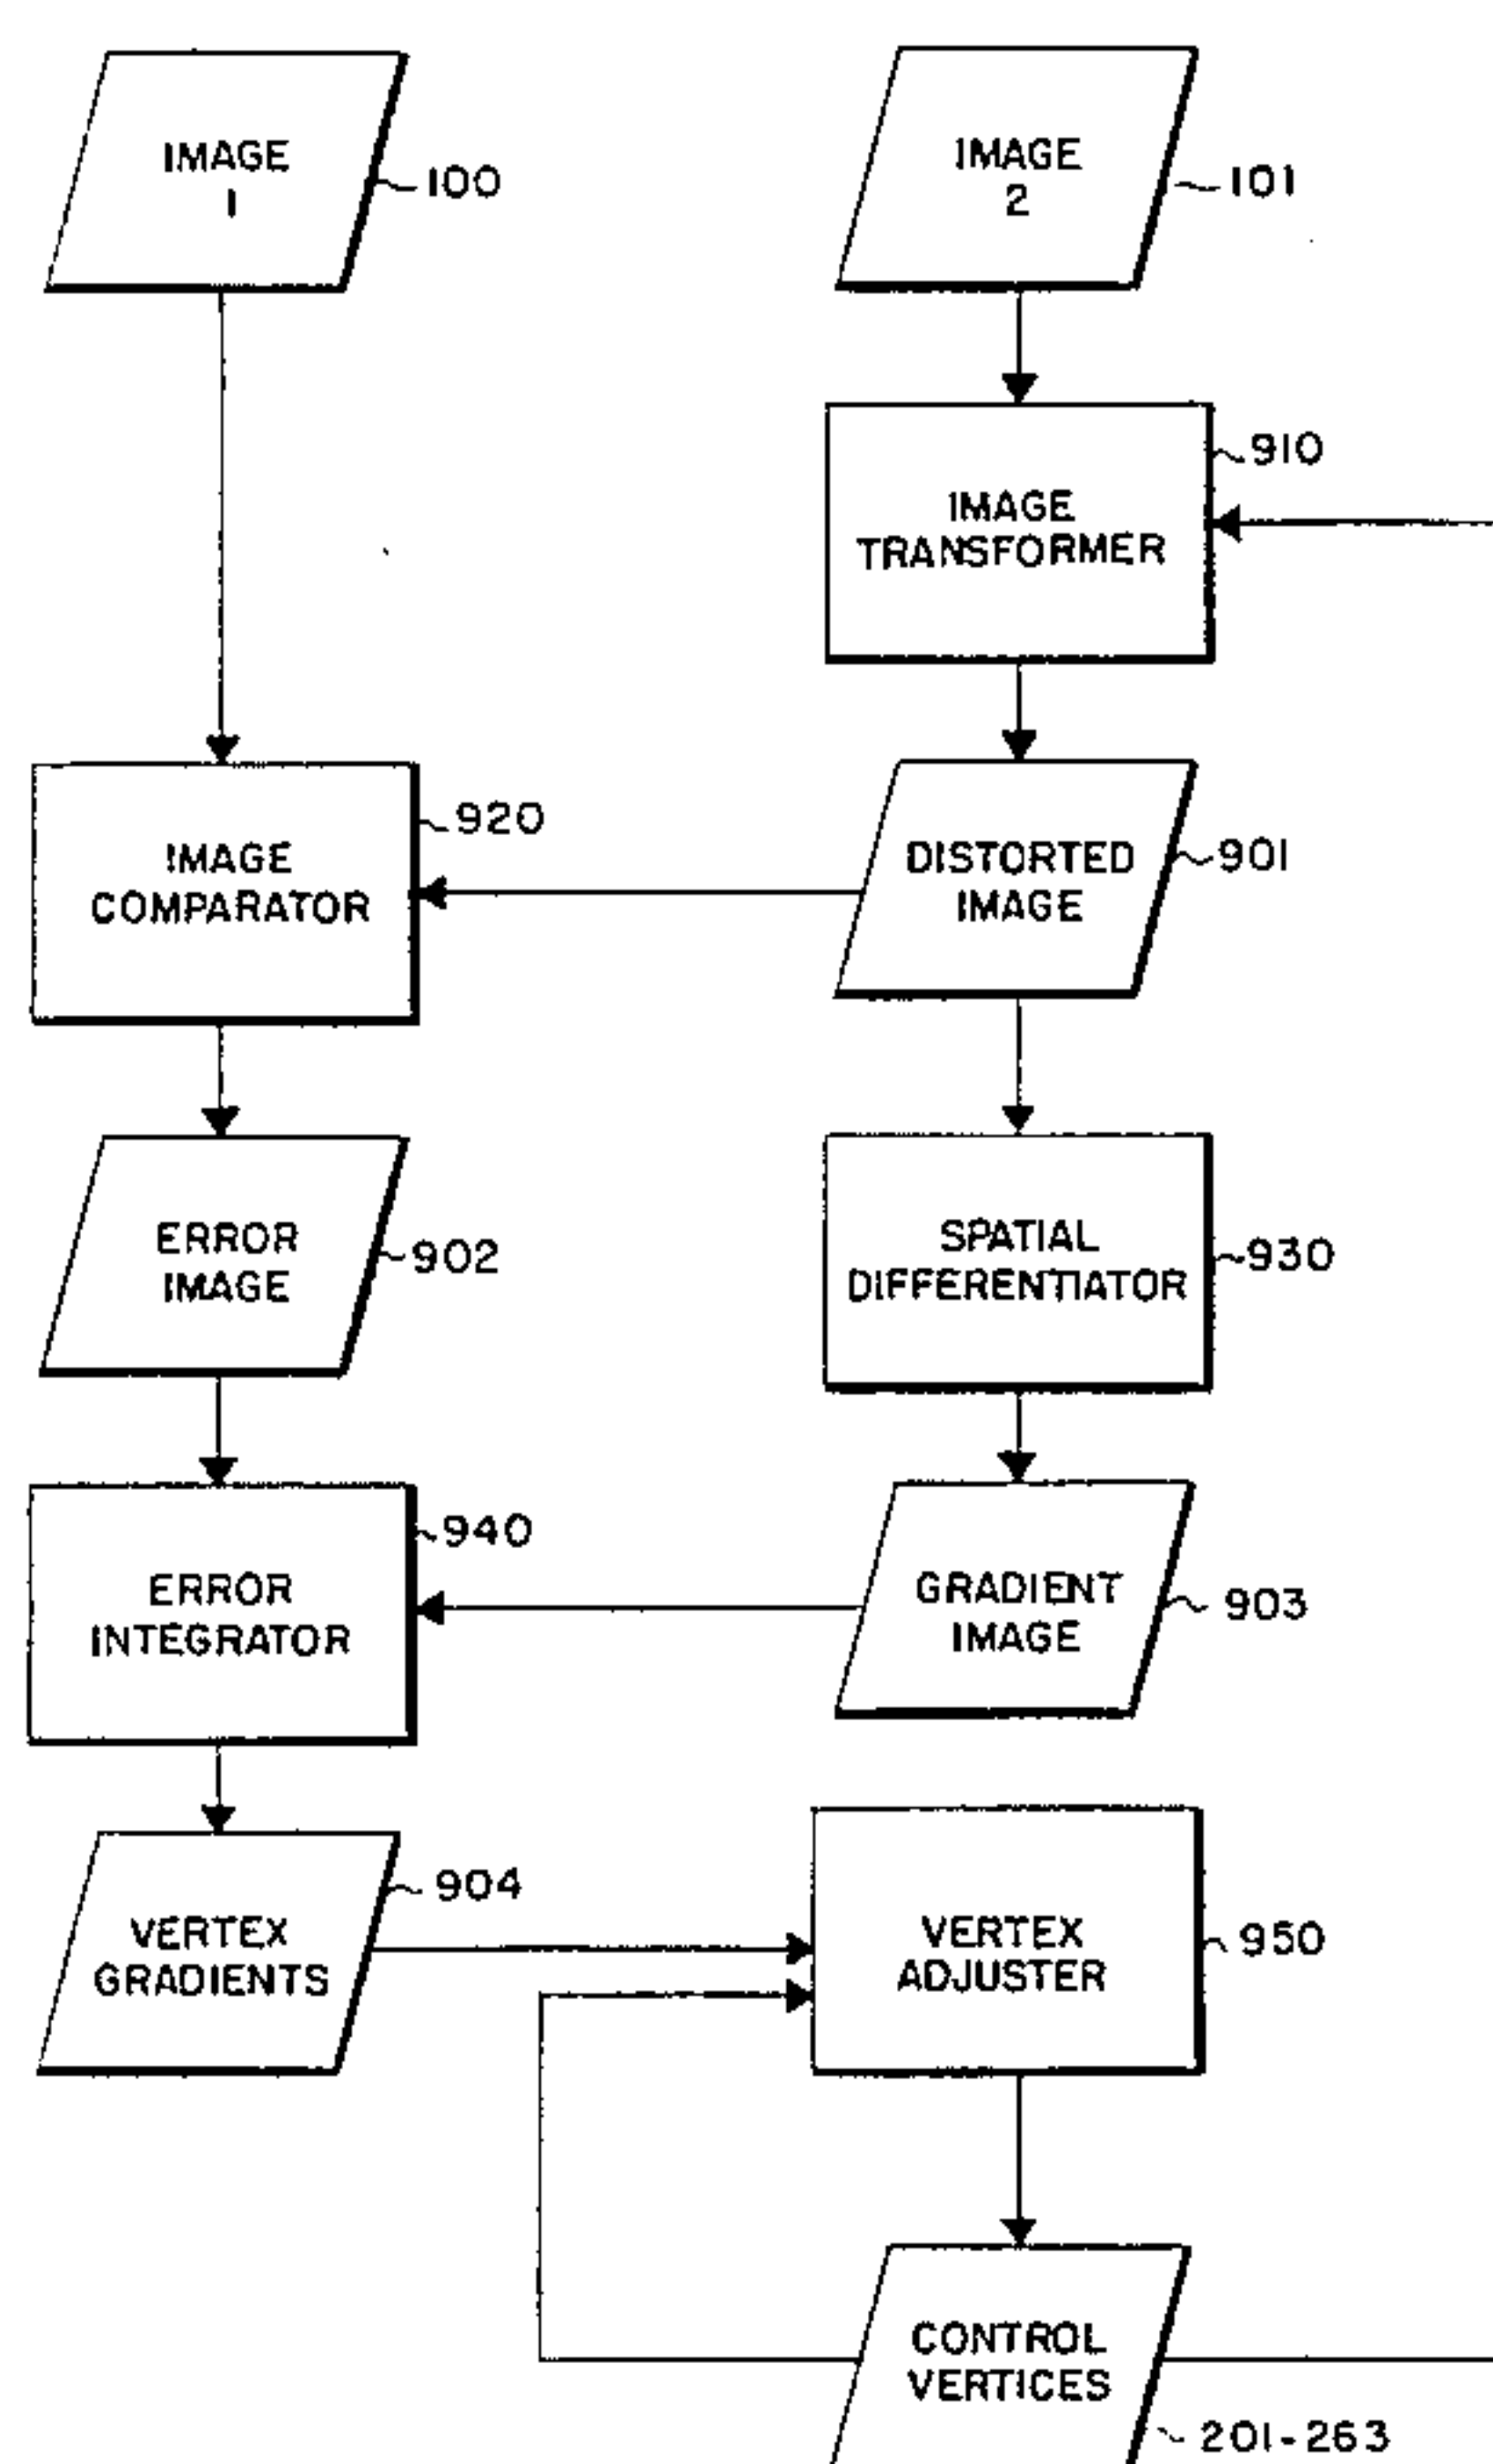 IMAGE
1
100
IMAGE
2
101
910
IMAGE
TRANSFORMER
920
IMAGE
COMPARATOR
DISTORTED
IMAGE
901
ERROR
IMAGE
902
SPATIAL
DIFFERENTIATOR
930
940
ERROR
INTEGRATOR
GRADIENT
IMAGE
903
904
VERTEX
GRADIENTS
VERTEX
ADJUSTER
950
CONTROL
VERTICES
201-263